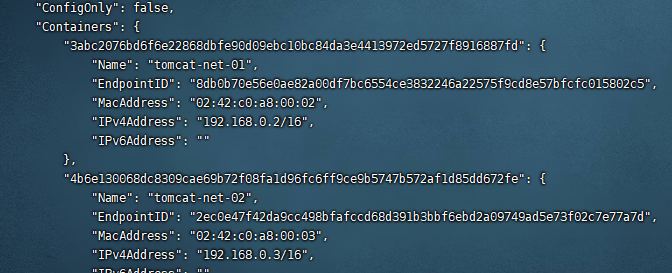 "ConfigOnly": false,
"Containers": {
"3abc2076bd6f6e22868dbfe90d09ebc10bc84da3e4413972ed5727f8916887fd": {
"Name": "tomcat-net-01",
"EndpointID": "8db0b70e56e0ae82a00df7bc6554ce3832246a22575f9cd8e57bfcfc015802c5",
"MacAddress": "02:42:c0:a8:00:02",
"IPv4Address": "192.168.0.2/16",
"IPv6Address": ""
},
"4b6e130068dc8309cae69b72f08fa1d96fc6ff9ce9b5747b572af1d85dd672fe": {
"Name": "tomcat-net-02",
"EndpointID": "2ec0e47f42da9cc498bfafccd68d391b3bbf6ebd2a09749ad5e73f02c7e77a7d",
"MacAddress": "02:42:c0:a8:00:03",
"IPv4Address": "192.168.0.3/16",
"IPv6Address": ""